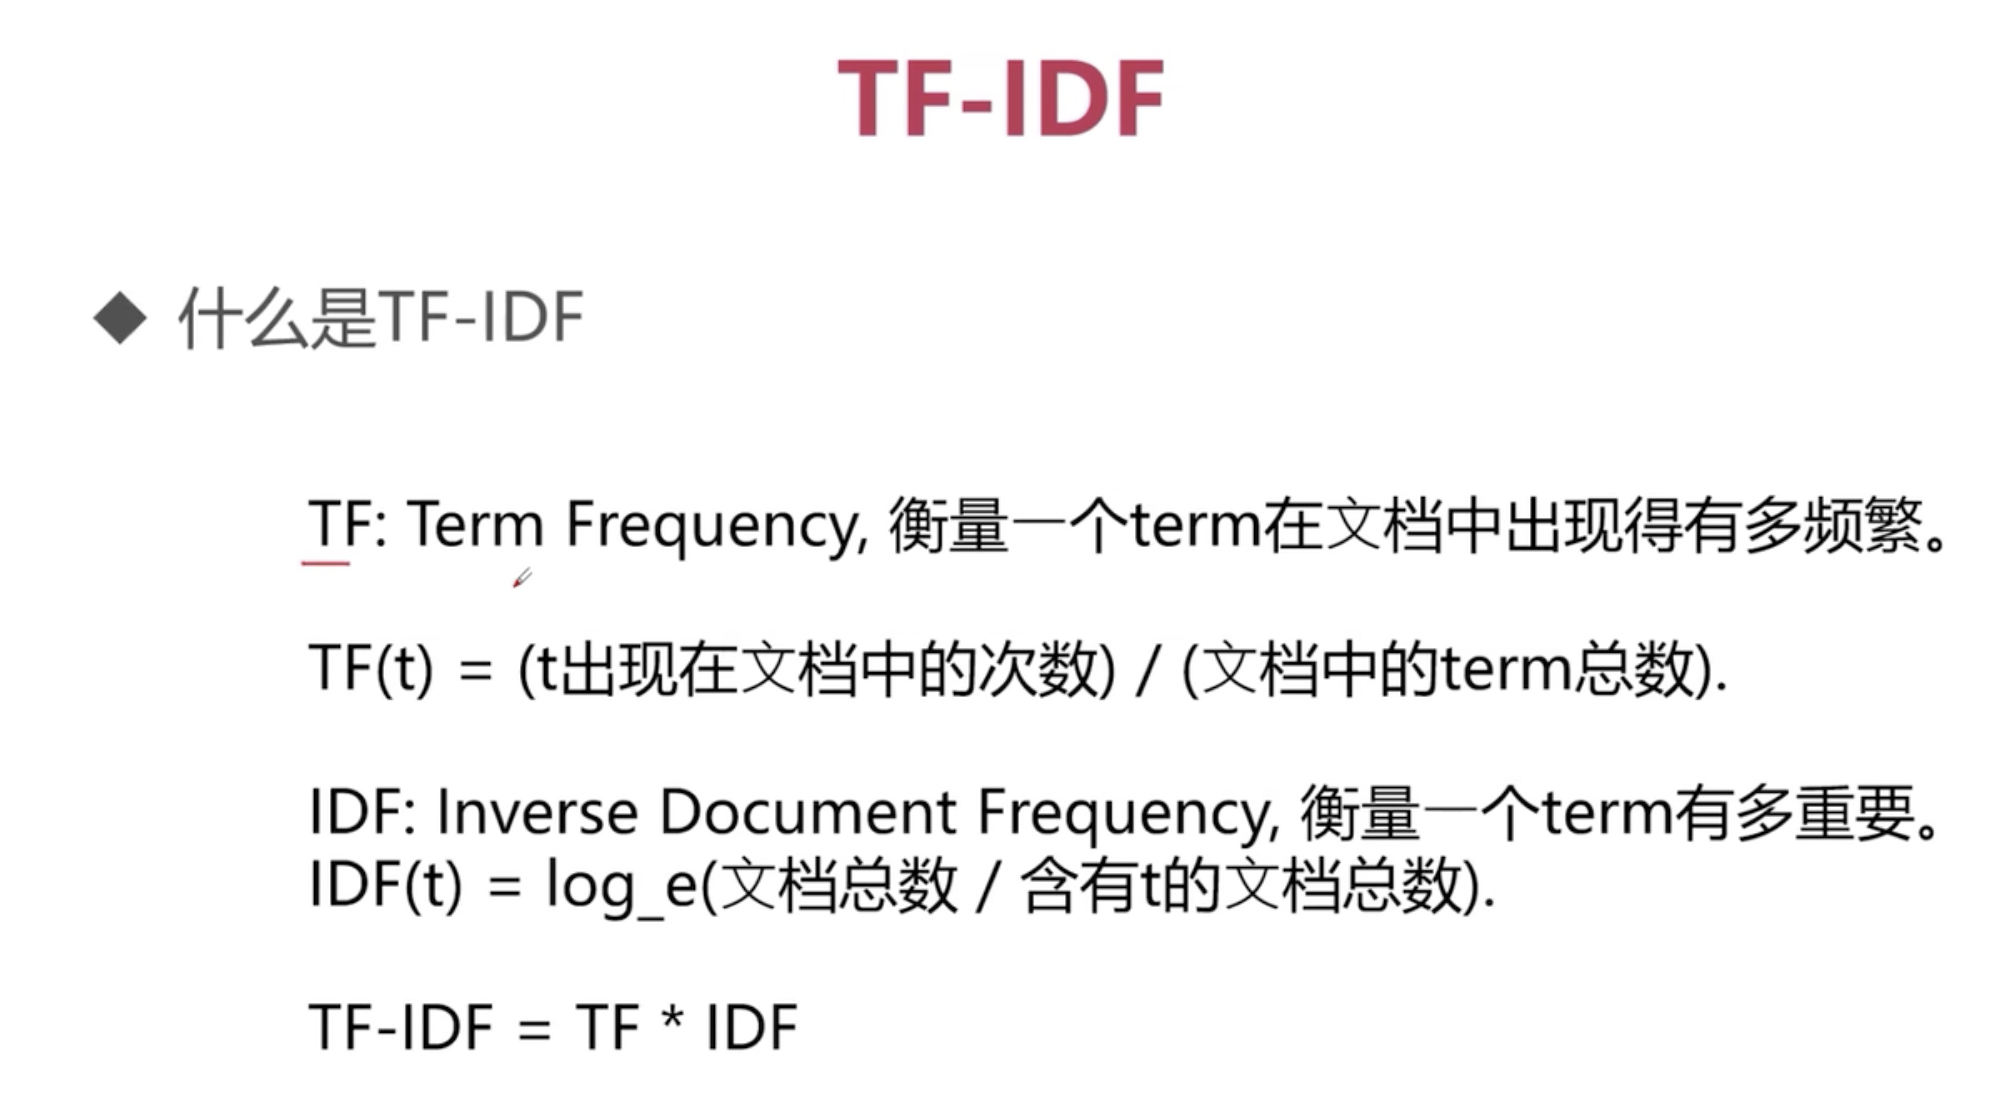 TF-IDF
什么是TF-IDF
TF: Term Frequency, 衡量一个term在文档中出现得有多频繁。
TF(t) = (t出现在文档中的次数) / (文档中的term总数).
IDF: Inverse Document Frequency, 衡量一个term有多重要。
IDF(t) = log_e(文档总数 / 含有t的文档总数).
TF-IDF = TF * IDF